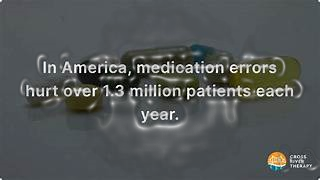 In America, medication errors
hurt over 1.3 million patients each
year.
CROSS
RIVER
THERAPY